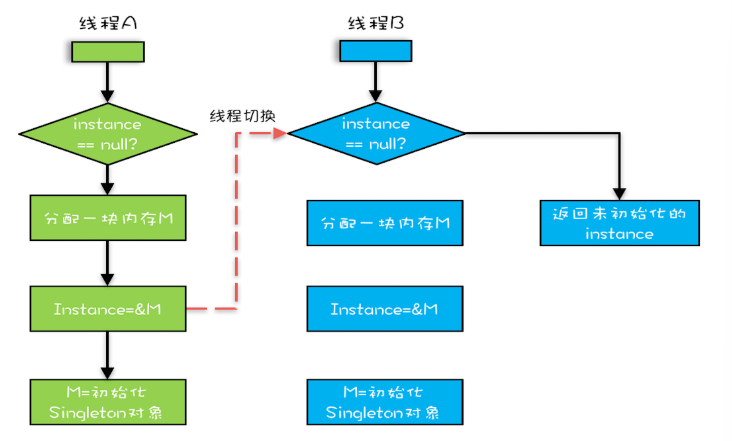 线程A
instance
== null?
分配一块内存M
Instance=&M
M=初始化
Singleton对象
线程切换
线程B
instance
== null?
分配一块内存M
Instance=&M
M=初始化
Singleton对象
返回未初始化的
instance